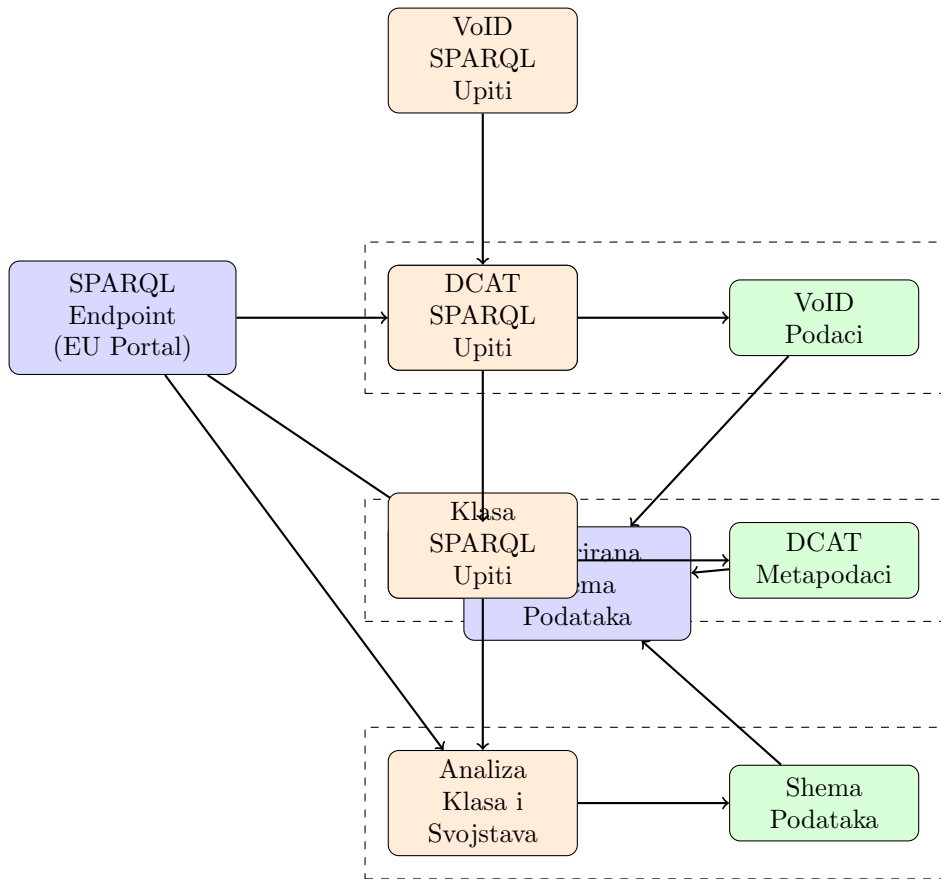 VoID
SPARQL
Upiti
SPARQL
Endpoint
(EU Portal)
DCAT
SPARQL
Upiti
VoID
Podaci
Klasa
SPARQL
Upiti
Podataka
DCAT
Metapodaci
Analiza
Klasa i
Svojstava
Shema
Podataka